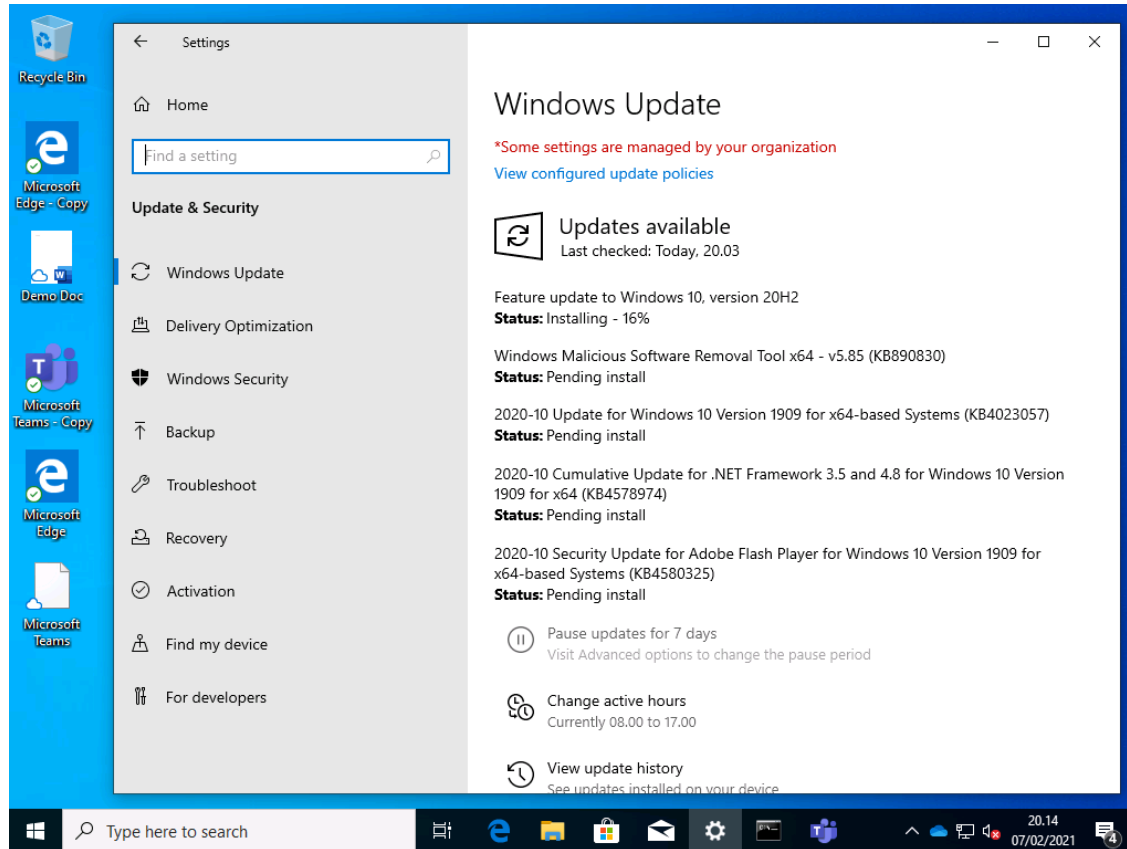 Recycle Bin
Microsoft
Edge - Copy
Demo Doc
Microsoft
Teams - Copy
Microsoft
Edge
Microsoft
Teams
Settings
Home
Find a setting
Update & Security
Windows Update
Delivery Optimization
Windows Security
Backup
Troubleshoot
Recovery
Activation
Find my device
For developers
Windows Update
*Some settings are managed by your organization
View configured update policies
Updates available
Last checked: Today, 20.03
Feature update to Windows 10, version 20H2
Status: Installing - 16%
Windows Malicious Software Removal Tool x64 - v5.85 (KB890830)
Status: Pending install
2020-10 Update for Windows 10 Version 1909 for x64-based Systems (KB4023057)
Status: Pending install
2020-10 Cumulative Update for .NET Framework 3.5 and 4.8 for Windows 10 Version
1909 for x64 (KB4578974)
Status: Pending install
2020-10 Security Update for Adobe Flash Player for Windows 10 Version 1909 for
x64-based Systems (KB4580325)
Status: Pending install
Pause updates for 7 days
Visit Advanced options to change the pause period
Change active hours
Currently 08.00 to 17.00
View update history
See updates installed on your device
Type here to search
20.14
07/02/2021
4